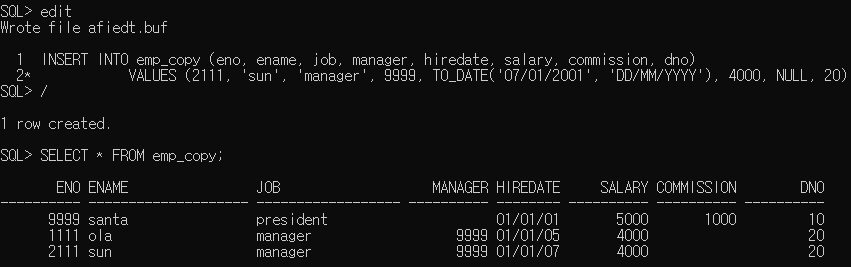 SQL> edit
Wrote file afiedt.buf
1 INSERT INTO emp_copy (eno, ename, job, manager, hiredate, salary, commission, dno)
2* VALUES (2111, 'sun', 'manager', 9999, TO_DATE('07/01/2001', 'DD/MM/YYYY'), 4000, NULL, 20)
SQL> /
1 row created.
SQL> SELECT * FROM emp_copy;
ENO ENAME JOB MANAGER HIREDATE SALARY COMMISSION DNO
---------- -------------------- ------------------ ---------- -------- ---------- ---------- ----------
9999 santa president 01/01/01 5000 1000 10
1111 ola manager 9999 01/01/05 4000 20
2111 sun manager 9999 01/01/07 4000 20